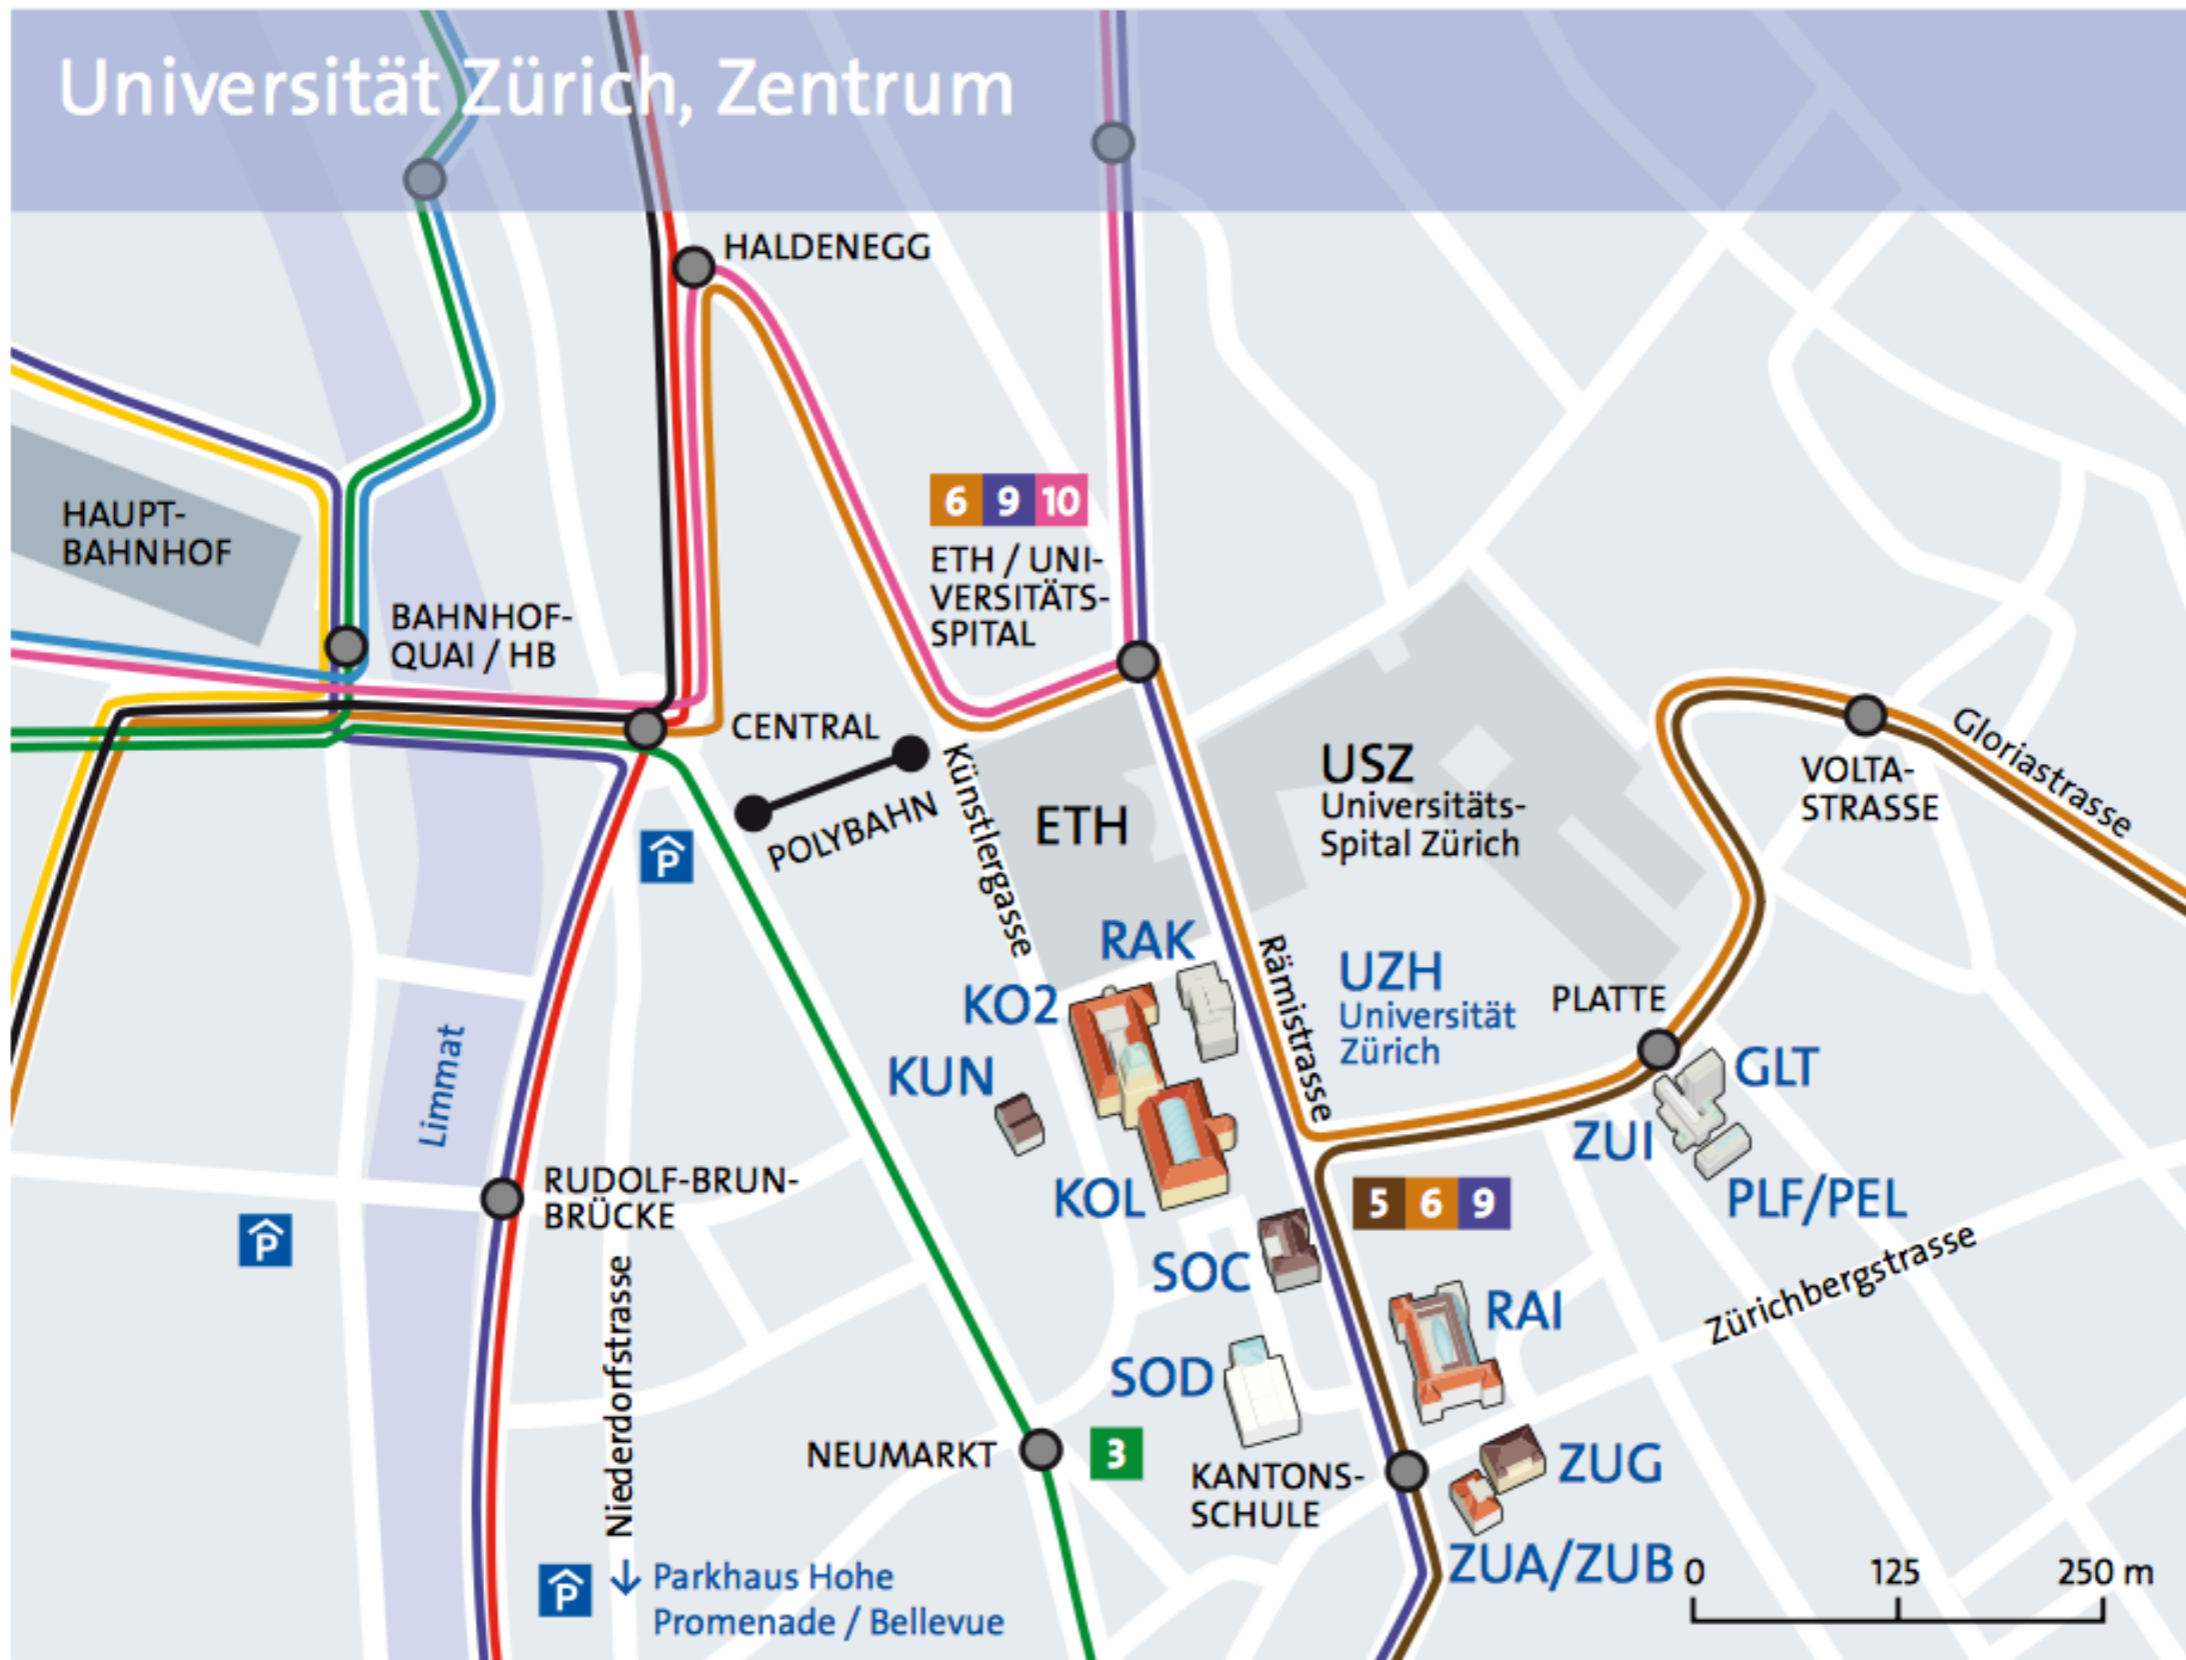 Universität Zürich, Zentrum
HALDENEGG
HAUPT-
BAHNHOF
BAHNHOF-
QUAI / HB
6 9 10
ETH / UNI-
VERSITÄTS-
SPITAL
CENTRAL
POLYBAHN
Künstlergasse
ETH
USZ
Universitäts-
Spital Zürich
VOLTA-
STRASSE
Gloriastrasse
P
RAK
KO2
KUN
KOL
Rämistrasse
UZH
Universität
Zürich
PLATTE
GLT
ZUI
PLF/PEL
Limmat
RUDOLF-BRUN-
BRÜCKE
P
5 6 9
SOC
RAI
SOD
Zürichbergstrasse
Niederdorfstrasse
NEUMARKT
3
KANTONS-
SCHULE
ZUG
ZUA/ZUB
P
Parkhaus Hohe
Promenade / Bellevue
0 125 250 m